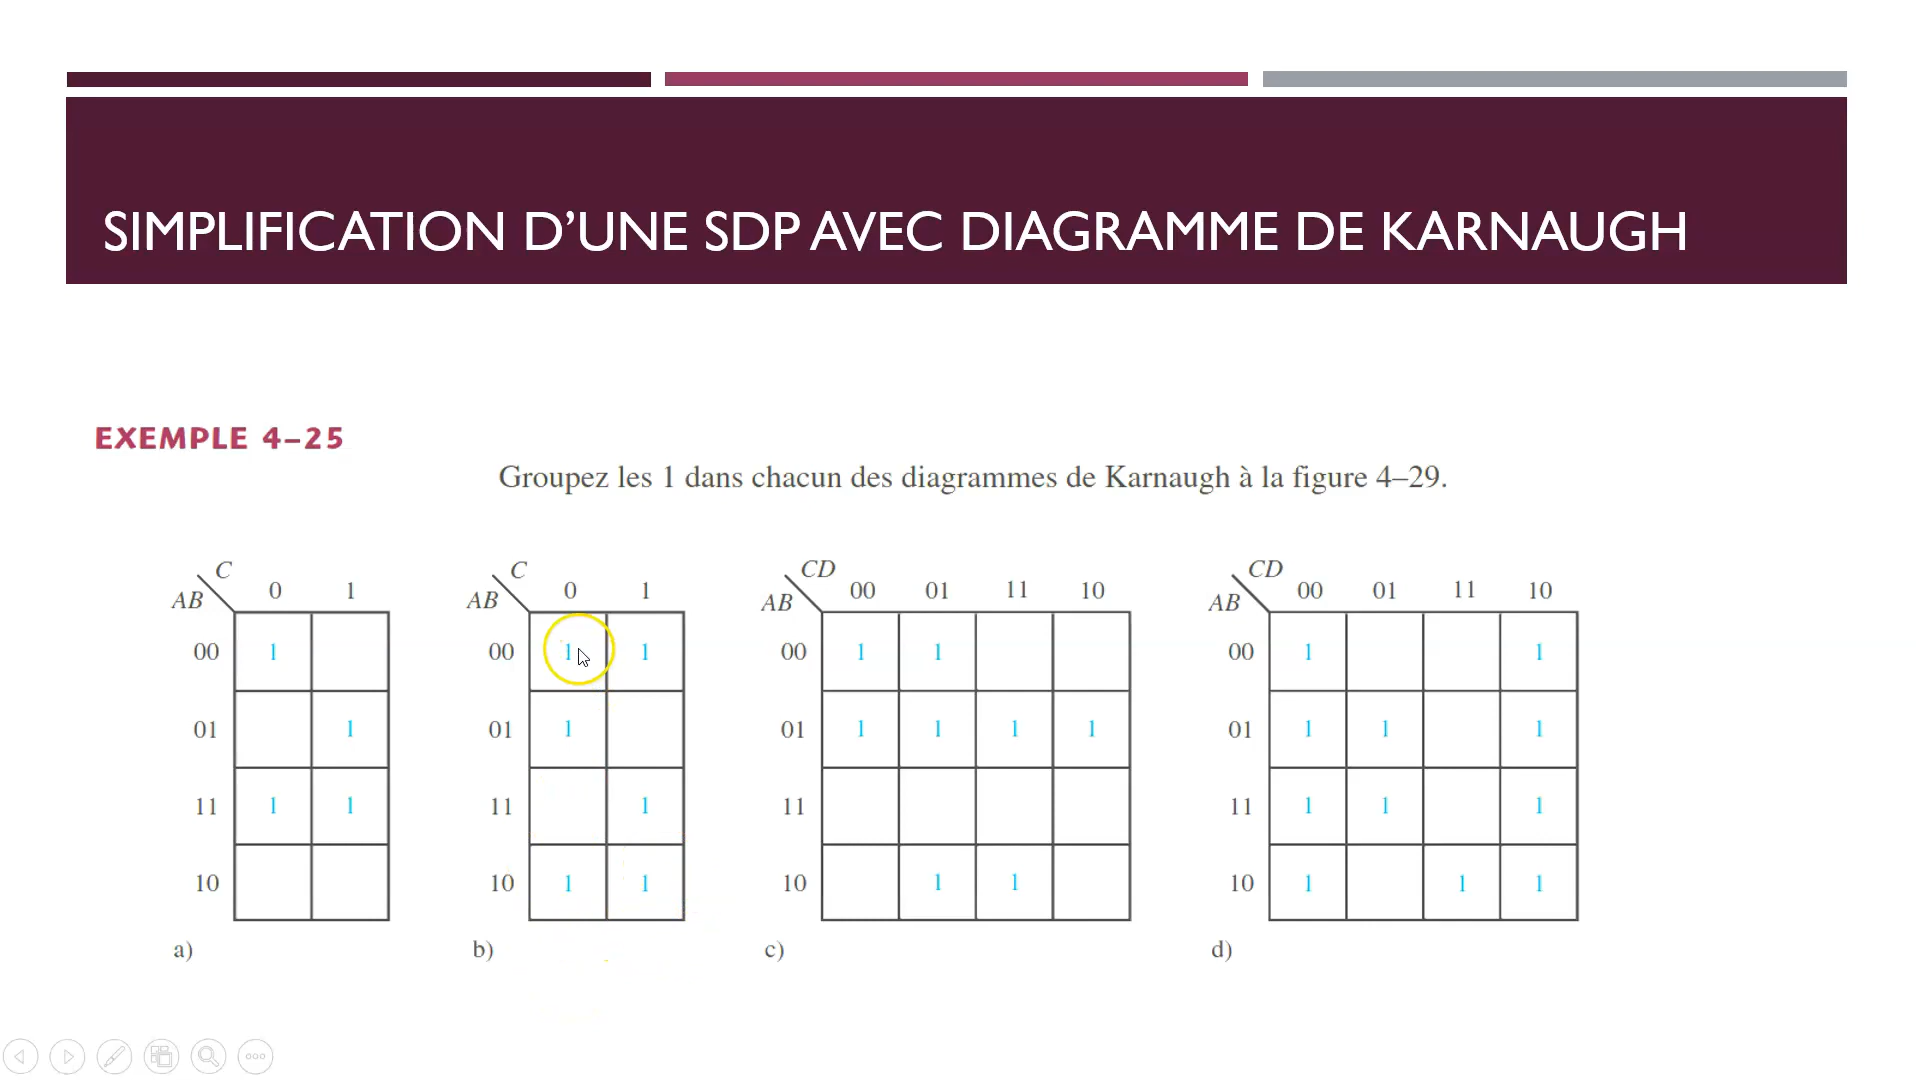 SIMPLIFICATION D’UNE SDP AVEC DIAGRAMME DE KARNAUGH
EXEMPLE 4–25
Groupez les 1 dans chacun des diagrammes de Karnaugh à la figure 4–29.
C
AB 0 1
00 1
01 1
11 1 1
10
a)
C
AB 0 1
00 1 1
01 1
11 1
10 1 1
b)
CD
AB 00 01 11 10
00 1 1
01 1 1 1 1
11
10 1 1
c)
CD
AB 00 01 11 10
00 1 1
01 1 1 1
11 1 1 1
10 1 1 1
d)